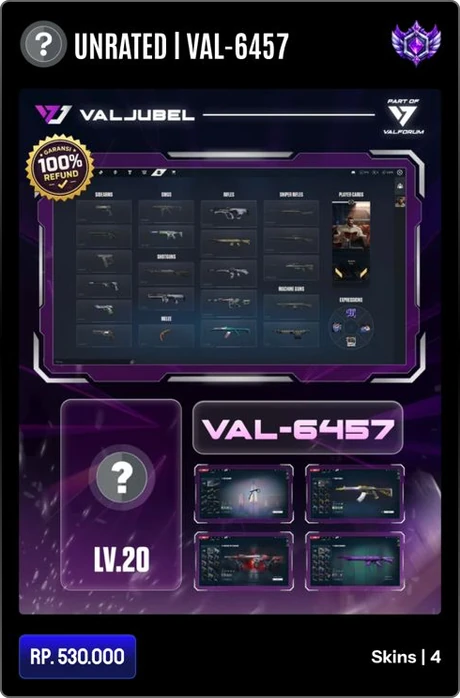 ? UNRATED | VAL-6457
VALJUBEL
PART OF
VALFORUM
GARANSI
100%
REFUND
SIDEARMS
SMGS
RIFLES
SNIPER RIFLES
PLAYER CARDS
SHOTGUNS
MACHINE GUNS
MELEE
EXPRESSIONS
?
LV.20
VAL-6457
RP. 530.000
Skins | 4